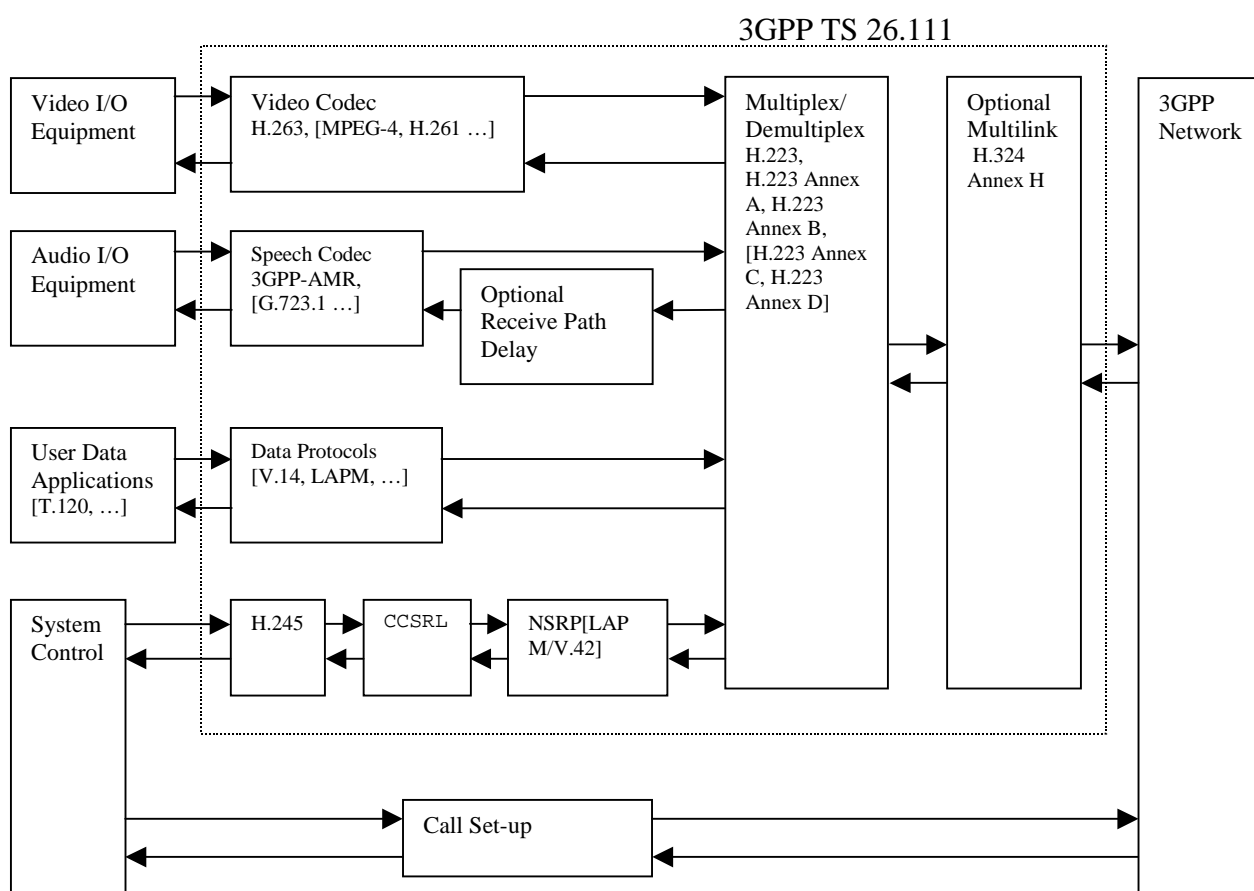 3GPP TS 26.111
Video I/O
Equipment
Video Codec
H.263, [MPEG-4, H.261 …]
Multiplex/
Demultiplex
H.223,
H.223 Annex
A, H.223
Annex B,
[H.223 Annex
C, H.223
Annex D]
Optional
Multilink
H.324
Annex H
3GPP
Network
Audio I/O
Equipment
Speech Codec
3GPP-AMR,
[G.723.1 …]
Optional
Receive Path
Delay
User Data
Applications
[T.120, …]
Data Protocols
[V.14, LAPM, …]
System
Control
H.245
CCSRL
NSRP[LAP
M/V.42]
Call Set-up